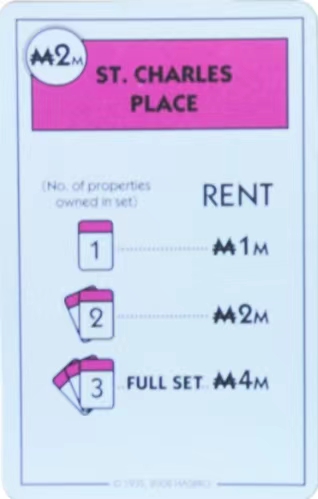 ₩2M
ST. CHARLES
PLACE
(No. of properties
owned in set)
RENT
1 ₩1M
2 ₩2M
3 FULL SET ₩4M
© 1935, 2008 HASBRO